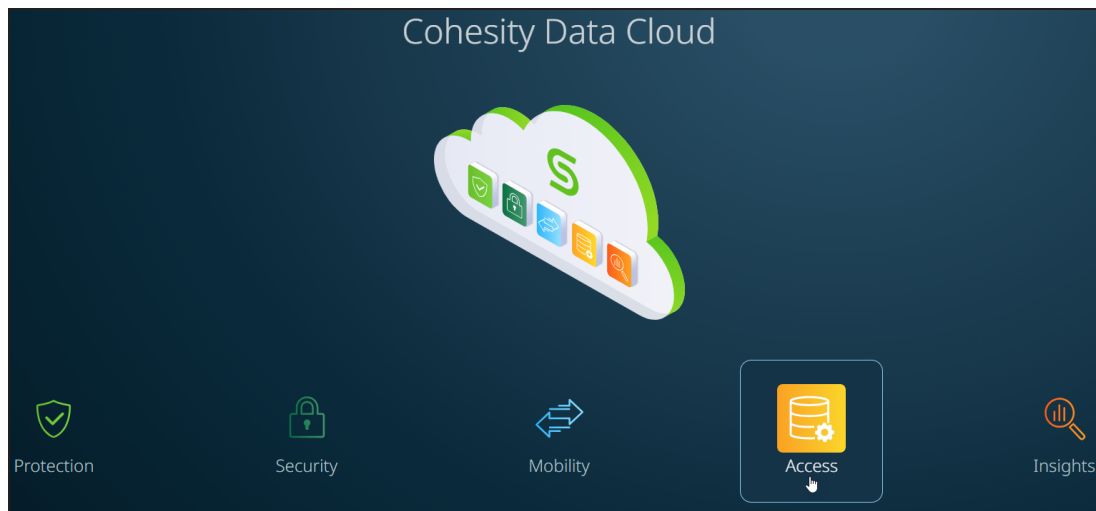 Cohesity Data Cloud
Protection
Security
Mobility
Access
Insights